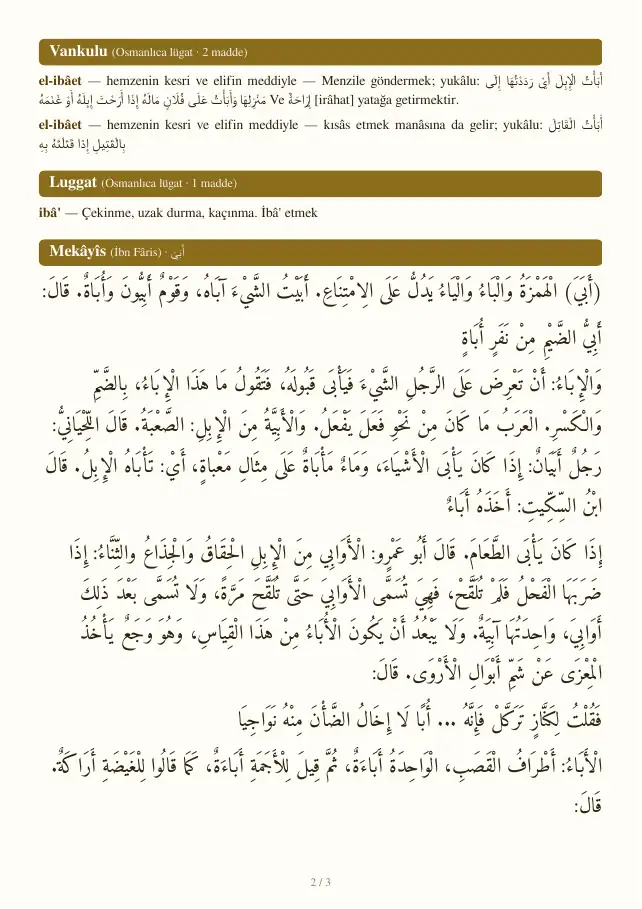 Vankulu (Osmanlıca lügat · 2 madde)
el-ibâet — hemzenin kesri ve elifin meddiyle — Menzile göndermek; yukâlu: أَبَأْتُ الْإِبِلَ أَيْ رَدَدْتُهَا إِلَى
مَنْزِلِهَا وَأَبَأْتُ عَلَى فُلَانٍ مَالَهُ إِذَا أَرَحْتَ إِبِلَهُ أَوْ غَنَمَهُ Ve إِرَاحَةٌ [irâhat] yatağa getirmektir.
el-ibâet — hemzenin kesri ve elifin meddiyle — kısâs etmek manâsına da gelir; yukâlu: أَبَأْتُ الْقَاتِلَ
بِالْقَتِيلِ إِذَا قَتَلْتَهُ بِهِ
Luggat (Osmanlıca lügat · 1 madde)
ibâ' — Çekinme, uzak durma, kaçınma. İbâ' etmek
Mekâyîs (İbn Fâris) · أبي
(أَبَيَ) الْهَمْزَةُ وَالْبَاءُ وَالْيَاءُ يَدُلُّ عَلَى الِامْتِنَاعِ. أَبَيْتُ الشَّيْءَ آبَاهُ، وَقَوْمٌ أَبِيُّونَ وَأُبَاةٌ. قَالَ:
أَبِيُّ الضَّيْمِ مِنْ نَفَرٍ أُبَاةٍ
وَالْإِبَاءُ: أَنْ تَعْرِضَ عَلَى الرَّجُلِ الشَّيْءَ فَيَأْبَى قَبُولَهُ، فَتَقُولُ مَا هَذَا الْإِبَاءُ، بِالضَّمِّ
وَالْكَسْرِ. الْعَرَبُ مَا كَانَ مِنْ نَحْوِ فَعَلَ يَفْعَلُ. وَالْأَبِيَّةُ مِنَ الْإِبِلِ: الصَّعْبَةُ. قَالَ اللِّحْيَانِيُّ:
رَجُلٌ أَبَيَانٌ: إِذَا كَانَ يَأْبَى الْأَشْيَاءَ، وَمَاءٌ مَأْبَاةٌ عَلَى مِثَالِ مَعْبَاةٍ، أَيْ: تَأْبَاهُ الْإِبِلُ. قَالَ
ابْنُ السِّكِّيتِ: أَخَذَهُ أُبَاءٌ
إِذَا كَانَ يَأْبَى الطَّعَامَ. قَالَ أَبُو عَمْرٍو: الْأَوَابِي مِنَ الْإِبِلِ الْحِقَاقُ وَالْجِذَاعُ وَالثِّنَاءُ: إِذَا
ضَرَبَهَا الْفَحْلُ فَلَمْ تُلَقَّحْ، فَهِيَ تُسَمَّى الْأَوَابِيَ حَتَّى تُلَقَّحَ مَرَّةً، وَلَا تُسَمَّى بَعْدَ ذَلِكَ
أَوَابِيَ، وَاحِدَتُهَا آبِيَةٌ. وَلَا يَبْعُدُ أَنْ يَكُونَ الْأُبَاءُ مِنْ هَذَا الْقِيَاسِ، وَهُوَ وَجَعٌ يَأْخُذُ
الْمِعْزَى عَنْ شَمِّ أَبْوَالِ الْأَرْوَى. قَالَ:
فَقُلْتُ لِكَنَّازٍ تَرَكَّلْ فَإِنَّهُ ... أُبًا لَا إِخَالُ الضَّأْنَ مِنْهُ نَوَاجِيَا
الْأَبَاءُ: أَطْرَافُ الْقَصَبِ، الْوَاحِدَةُ أَبَاءَةٌ، ثُمَّ قِيلَ لِلْأَجَمَةِ أَبَاءَةٌ، كَمَا قَالُوا لِلْغَيْضَةِ أَرَاكَةٌ.
قَالَ:
2 / 3